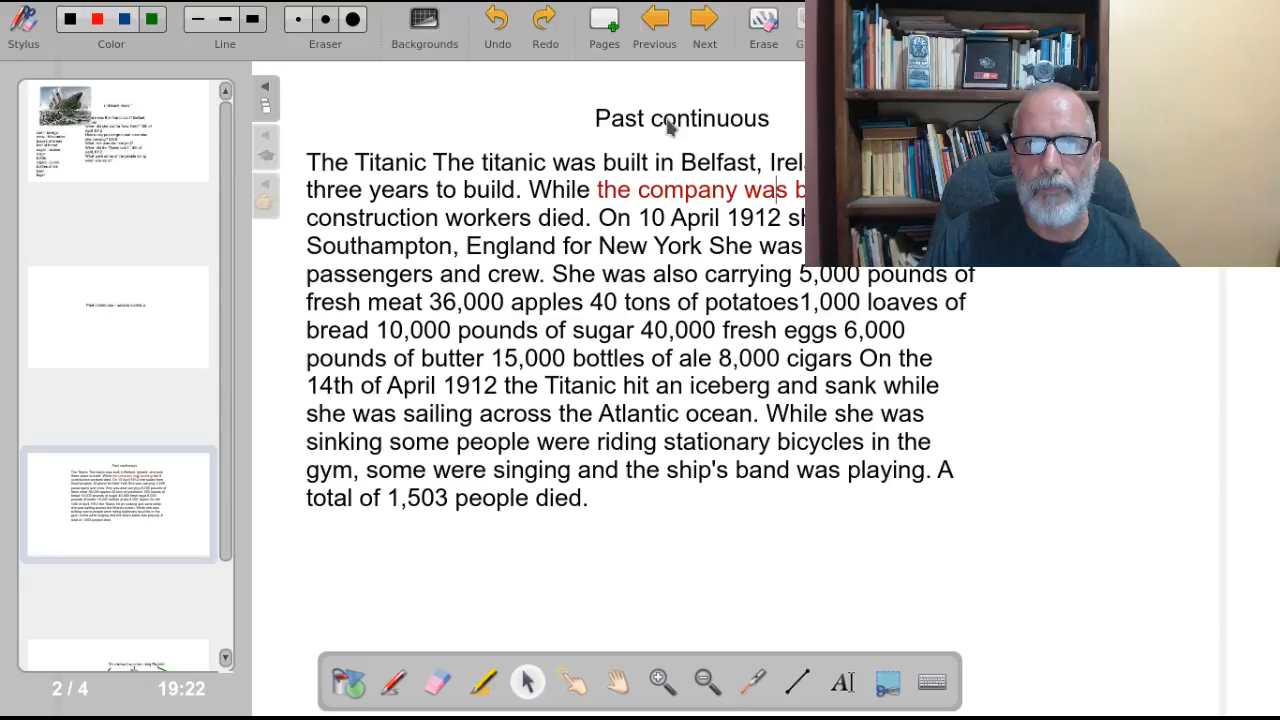 Stylus
Color
Line
Eraser
Backgrounds
Undo
Redo
Pages
Previous
Next
Erase
Past continuous
The Titanic The titanic was built in Belfast,
three years to build. While the company was
construction workers died. On 10 April 1912
Southampton, England for New York She was
passengers and crew. She was also carrying 5,000 pounds of
fresh meat 36,000 apples 40 tons of potatoes1,000 loaves of
bread 10,000 pounds of sugar 40,000 fresh eggs 6,000
pounds of butter 15,000 bottles of ale 8,000 cigars On the
14th of April 1912 the Titanic hit an iceberg and sank while
she was sailing across the Atlantic ocean. While she was
sinking some people were riding stationary bicycles in the
gym, some were singing and the ship's band was playing. A
total of 1,503 people died.
2 / 4
19:22